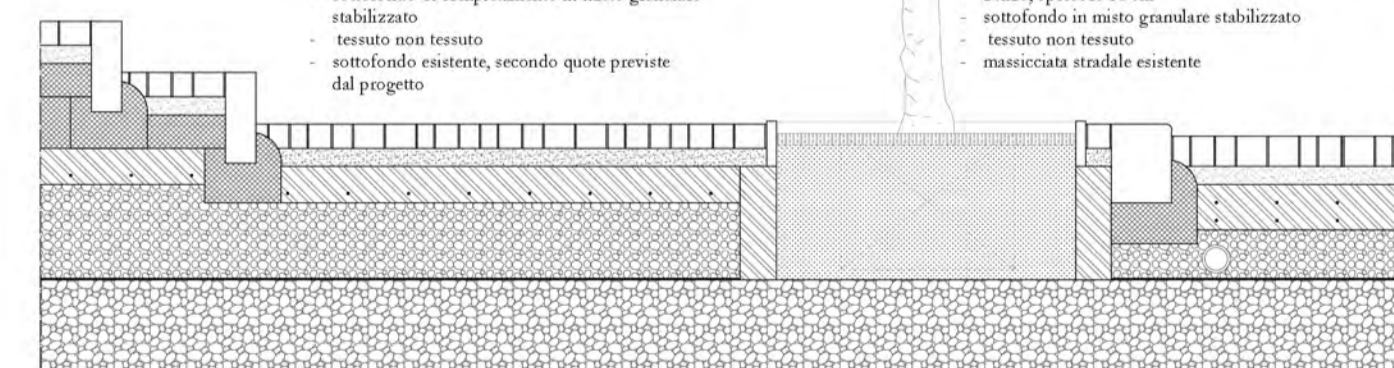 stabilizzato
- tessuto non tessuto
- sottofondo esistente, secondo quote previste
dal progetto
- sottofondo in misto granulare stabilizzato
- tessuto non tessuto
- massicciata stradale esistente